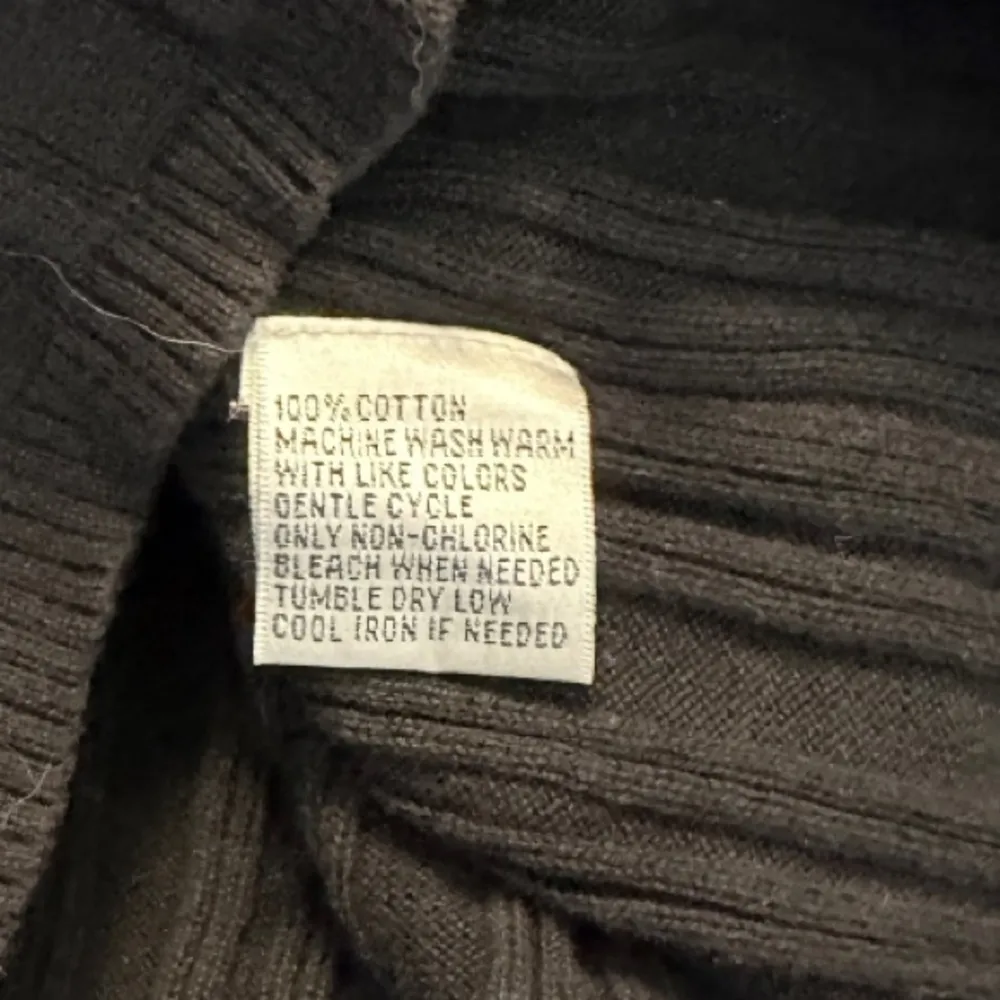 100% COTTON
MACHINE WASH WARM
WITH LIKE COLORS
GENTLE CYCLE
ONLY NON-CHLORINE
BLEACH WHEN NEEDED
TUMBLE DRY LOW
COOL IRON IF NEEDED